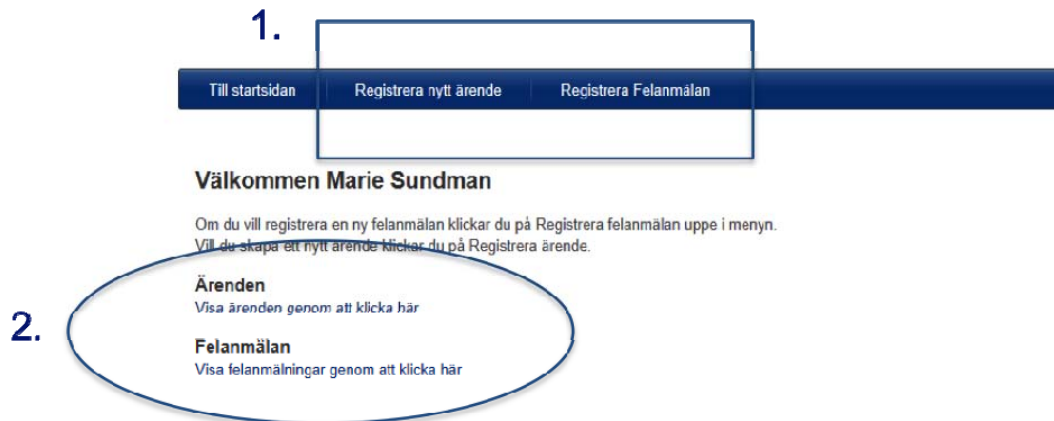 1.
Till startsidan Registrera nytt ärende Registrera Felanmälan
Välkommen Marie Sundman
Om du vill registrera en ny felanmälan klickar du på Registrera felanmälan uppe i menyn.
Vill du skapa ett nytt ärende klickar du på Registrera ärende.
Ärenden
Visa ärenden genom att klicka här
2.
Felanmälan
Visa felanmälningar genom att klicka här